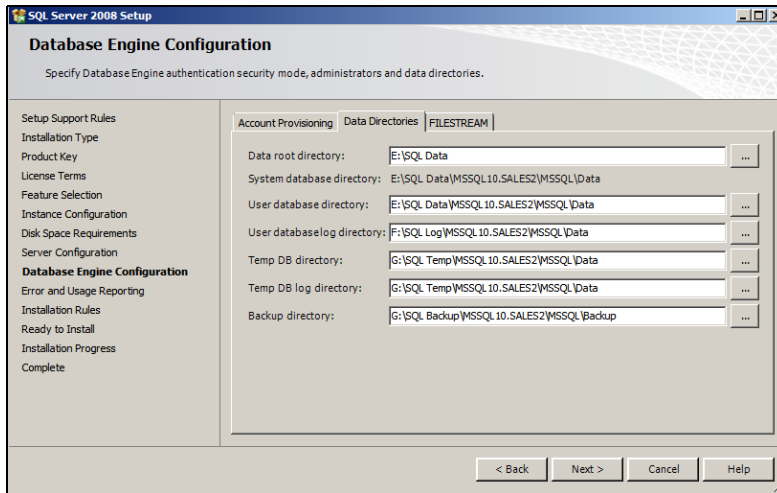 SQL Server 2008 Setup
Database Engine Configuration
Specify Database Engine authentication security mode, administrators and data directories.
Setup Support Rules
Installation Type
Product Key
License Terms
Feature Selection
Instance Configuration
Disk Space Requirements
Server Configuration
Database Engine Configuration
Error and Usage Reporting
Installation Rules
Ready to Install
Installation Progress
Complete
Account Provisioning Data Directories FILESTREAM
Data root directory: E:\SQL Data ...
System database directory: E:\SQL Data\MSSQL10.SALES2\MSSQL\Data
User database directory: E:\SQL Data\MSSQL10.SALES2\MSSQL\Data ...
User database log directory: F:\SQL Log\MSSQL10.SALES2\MSSQL\Data ...
Temp DB directory: G:\SQL Temp\MSSQL10.SALES2\MSSQL\Data ...
Temp DB log directory: G:\SQL Temp\MSSQL10.SALES2\MSSQL\Data ...
Backup directory: G:\SQL Backup\MSSQL10.SALES2\MSSQL\Backup ...
< Back Next > Cancel Help